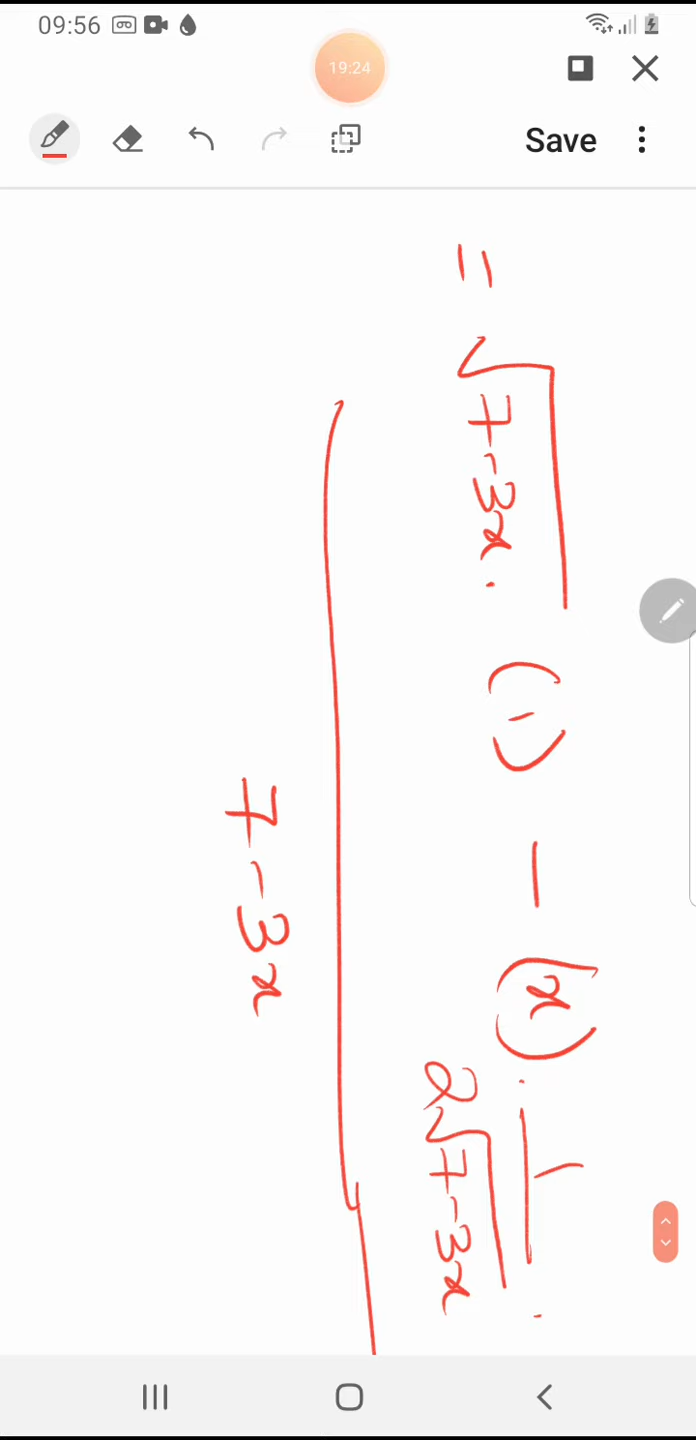 09:56
19:24
Save
= √7-3x . (1) - (x) . 1/2√7-3x .
7-3x